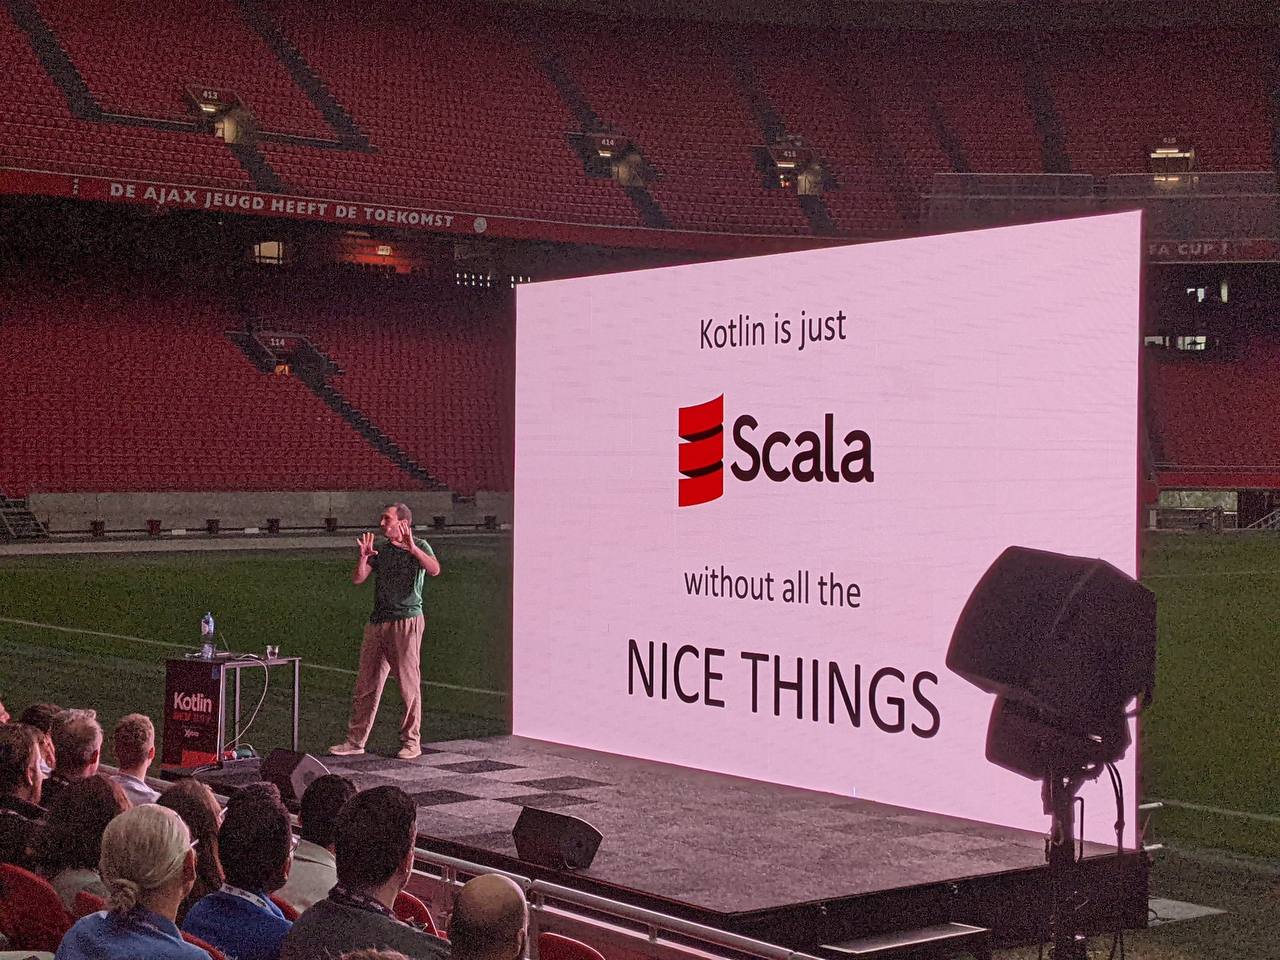 413
414
415
DE AJAX JEUGD HEEFT DE TOEKOMST
FA CUP!
114
Kotlin is just
Scala
without all the
NICE THINGS
Kotlin